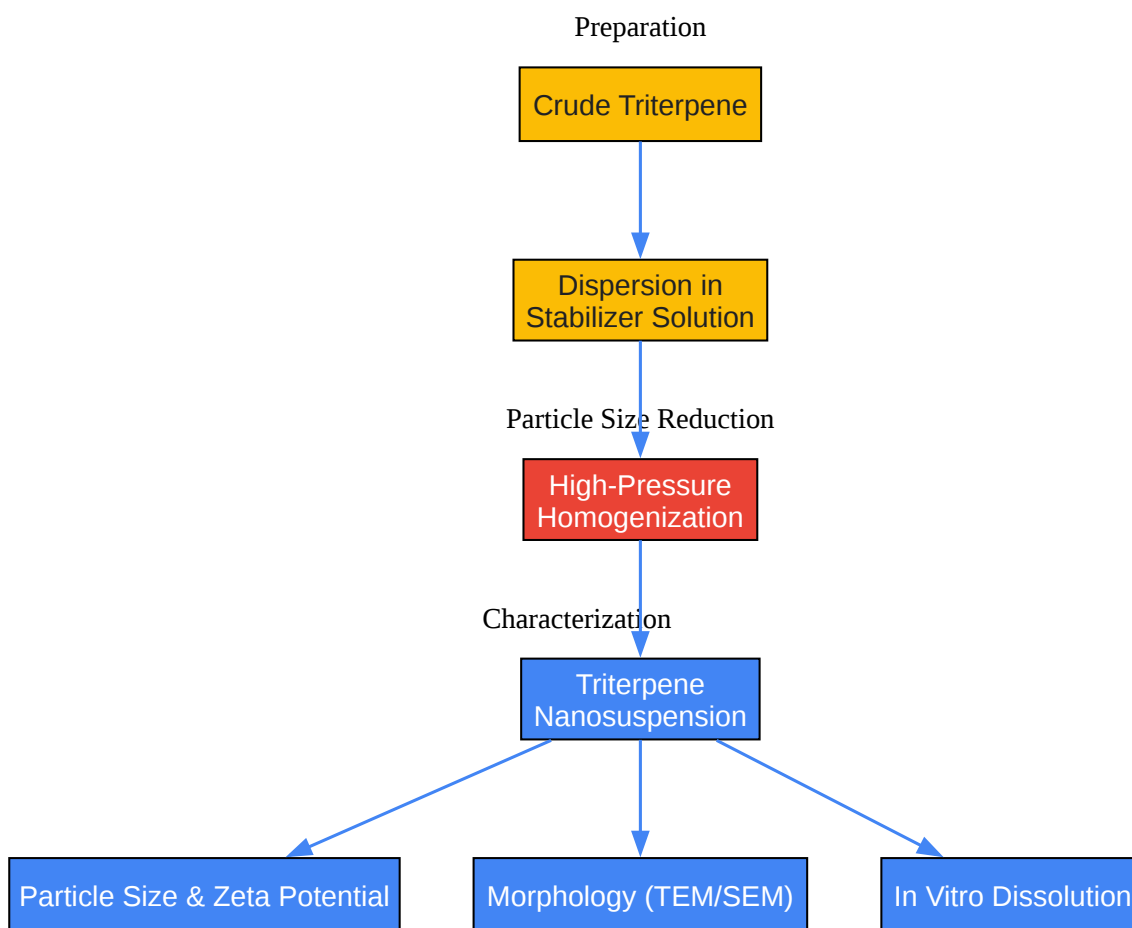 Preparation
Crude Triterpene
Dispersion in
Stabilizer Solution
Particle Size Reduction
High-Pressure
Homogenization
Characterization
Triterpene
Nanosuspension
Particle Size & Zeta Potential
Morphology (TEM/SEM)
In Vitro Dissolution